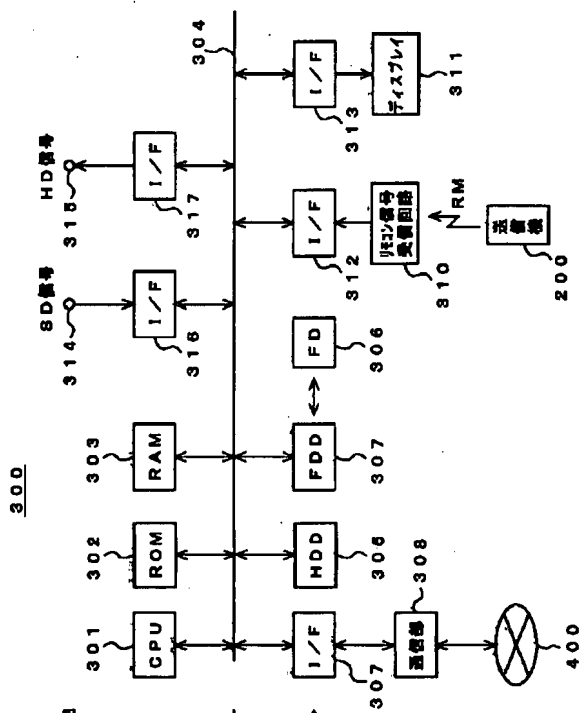 300
SD信号
HD信号
314
315
301
302
303
CPU
ROM
RAM
I/F
I/F
316
317
304
I/F
HDD
FDD
FD
I/F
I/F
307
305
307
306
312
313
308
通信部
リモコン信号
受信回路
ディスプレイ
310
311
RM
400
送信機
200